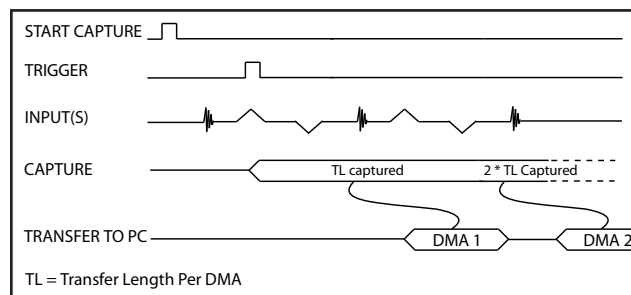 START CAPTURE
TRIGGER
INPUT(S)
CAPTURE
TL captured
2 * TL Captured
TRANSFER TO PC
DMA 1
DMA 2
TL = Transfer Length Per DMA